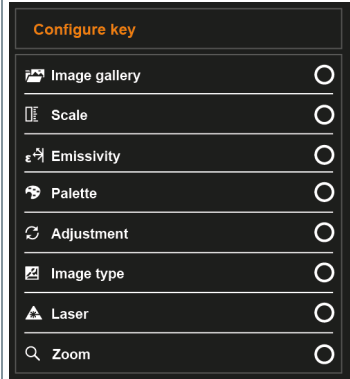 Configure key
Image gallery
Scale
Emissivity
Palette
Adjustment
Image type
Laser
Zoom